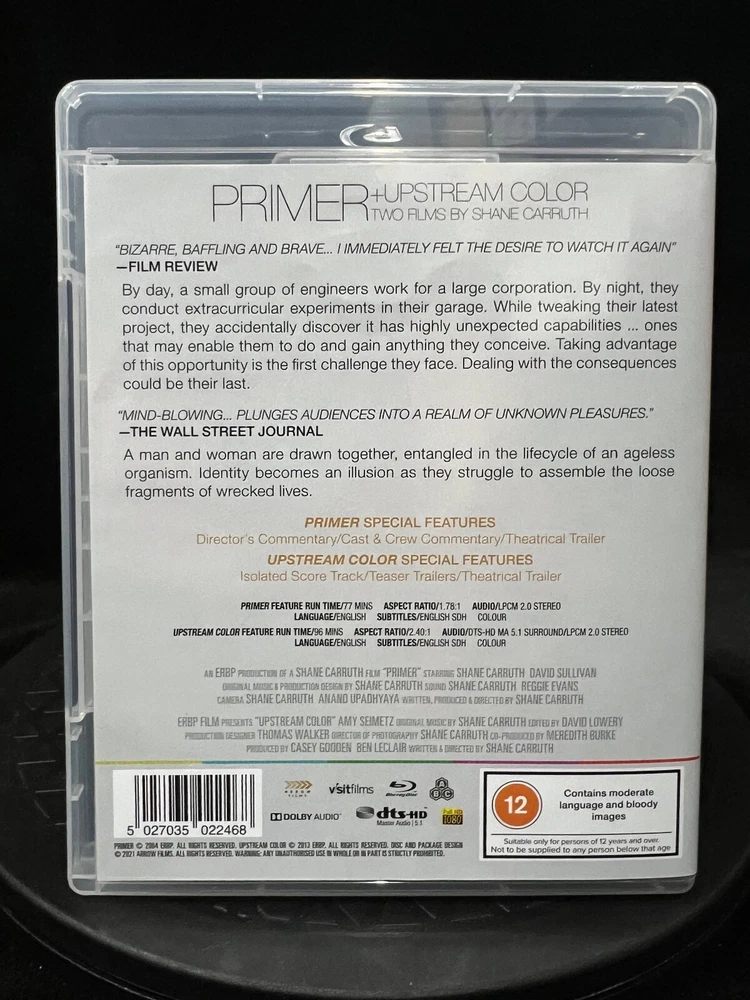 PRIMER+UPSTREAM COLOR
TWO FILMS BY SHANE CARRUTH
"BIZARRE, BAFFLING AND BRAVE... I IMMEDIATELY FELT THE DESIRE TO WATCH IT AGAIN"
—FILM REVIEW
By day, a small group of engineers work for a large corporation. By night, they
conduct extracurricular experiments in their garage. While tweaking their latest
project, they accidentally discover it has highly unexpected capabilities ... ones
that may enable them to do and gain anything they conceive. Taking advantage
of this opportunity is the first challenge they face. Dealing with the consequences
could be their last.
"MIND-BLOWING... PLUNGES AUDIENCES INTO A REALM OF UNKNOWN PLEASURES."
—THE WALL STREET JOURNAL
A man and woman are drawn together, entangled in the lifecycle of an ageless
organism. Identity becomes an illusion as they struggle to assemble the loose
fragments of wrecked lives.
PRIMER SPECIAL FEATURES
Director's Commentary/Cast & Crew Commentary/Theatrical Trailer
UPSTREAM COLOR SPECIAL FEATURES
Isolated Score Track/Teaser Trailers/Theatrical Trailer
PRIMER FEATURE RUN TIME/77 MINS ASPECT RATIO/1.78:1 AUDIO/LPCM 2.0 STEREO
LANGUAGE/ENGLISH SUBTITLES/ENGLISH SDH COLOUR
UPSTREAM COLOR FEATURE RUN TIME/96 MINS ASPECT RATIO/2.40:1 AUDIO/DTS-HD MA 5.1 SURROUND/LPCM 2.0 STEREO
LANGUAGE/ENGLISH SUBTITLES/ENGLISH SDH COLOUR
AN ERBP PRODUCTION OF A SHANE CARRUTH FILM "PRIMER" STARRING SHANE CARRUTH DAVID SULLIVAN
ORIGINAL MUSIC & PRODUCTION DESIGN BY SHANE CARRUTH SOUND SHANE CARRUTH REGGIE EVANS
CAMERA SHANE CARRUTH ANAND UPADHYAYA WRITTEN, PRODUCED & DIRECTED BY SHANE CARRUTH
ERBP FILM PRESENTS "UPSTREAM COLOR" AMY SEIMETZ ORIGINAL MUSIC BY SHANE CARRUTH EDITED BY DAVID LOWERY
PRODUCTION DESIGNER THOMAS WALKER DIRECTOR OF PHOTOGRAPHY SHANE CARRUTH CO-PRODUCED BY MEREDITH BURKE
PRODUCED BY CASEY GOODEN BEN LECLAIR WRITTEN & DIRECTED BY SHANE CARRUTH
5 027035 022468
ARROW FILMS
visitfilms
Blu-ray Disc
A B C
DOLBY AUDIO
dts-HD
Master Audio | 5.1
Full HD
1080
12
Contains moderate
language and bloody
images
Suitable only for persons of 12 years and over.
Not to be supplied to any person below that age
PRIMER © 2004 ERBP. ALL RIGHTS RESERVED. UPSTREAM COLOR © 2013 ERBP. ALL RIGHTS RESERVED. DISC AND PACKAGE DESIGN
© 2021 ARROW FILMS. ALL RIGHTS RESERVED. WARNING: ANY UNAUTHORISED USE IN WHOLE OR IN PART IS STRICTLY PROHIBITED.